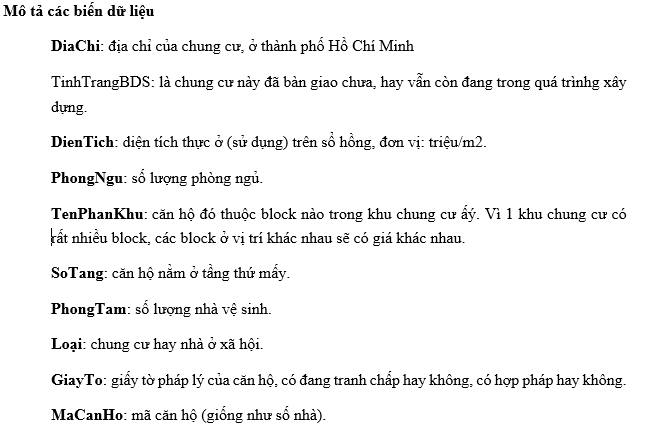 Mô tả các biến dữ liệu
DiaChi: địa chỉ của chung cư, ở thành phố Hồ Chí Minh
TinhTrangBDS: là chung cư này đã bàn giao chưa, hay vẫn còn đang trong quá trìnhg xây
dựng.
DienTich: diện tích thực ở (sử dụng) trên sổ hồng, đơn vị: triệu/m2.
PhongNgu: số lượng phòng ngủ.
TenPhanKhu: căn hộ đó thuộc block nào trong khu chung cư ấý. Vì 1 khu chung cư có
rất nhiều block, các block ở vị trí khác nhau sẽ có giá khác nhau.
SoTang: căn hộ nằm ở tầng thứ mấy.
PhongTam: số lượng nhà vệ sinh.
Loại: chung cư hay nhà ở xã hội.
GiayTo: giấy tờ pháp lý của căn hộ, có đang tranh chấp hay không, có hợp pháp hay không.
MaCanHo: mã căn hộ (giống như số nhà).